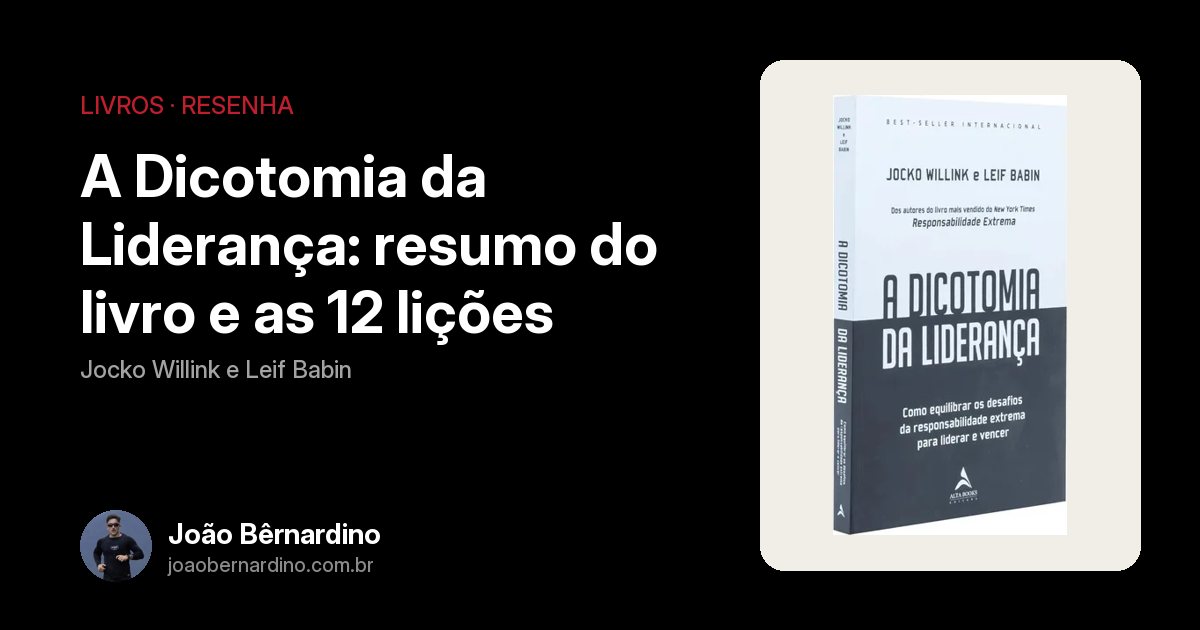 LIVROS · RESENHA
A Dicotomia da
Liderança: resumo do
livro e as 12 lições
Jocko Willink e Leif Babin
João Bêrnardino
joaobernardino.com.br
JOCKO
WILLINK
e
LEIF
BABIN
A DICOTOMIA DA LIDERANÇA
BEST-SELLER INTERNACIONAL
JOCKO WILLINK e LEIF BABIN
Dos autores do livro mais vendido do New York Times
Responsabilidade Extrema
A DICOTOMIA
DA LIDERANÇA
Como equilibrar os desafios
da responsabilidade extrema
para liderar e vencer
ALTA BOOKS
EDITORA